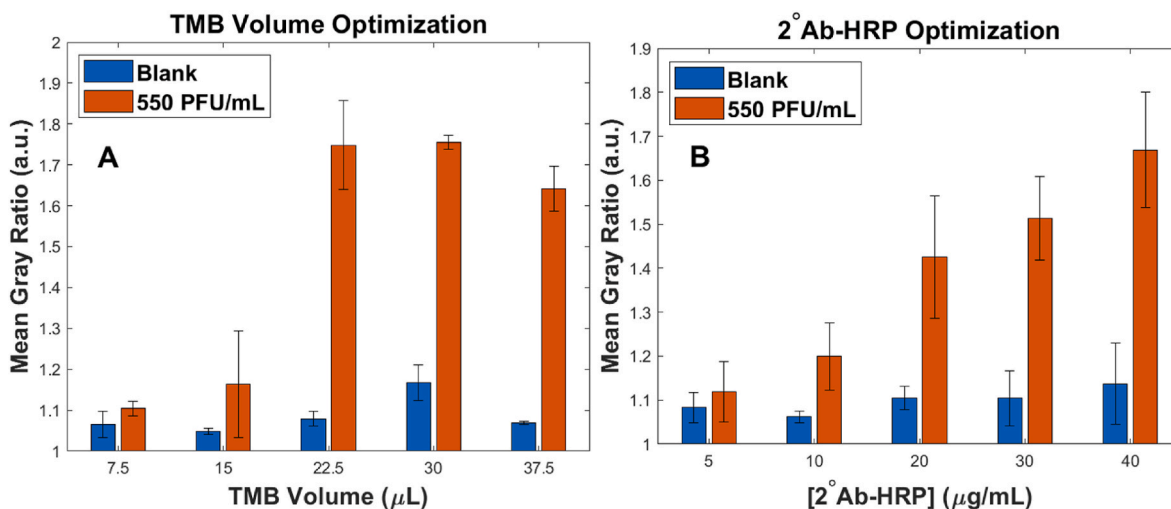 TMB Volume Optimization
Mean Gray Ratio (a.u.)
2
1.9
1.8
1.7
1.6
1.5
1.4
1.3
1.2
1.1
1
Blank
550 PFU/mL
A
7.5 15 22.5 30 37.5
TMB Volume (μL)
2°Ab-HRP Optimization
Mean Gray Ratio (a.u.)
1.9
1.8
1.7
1.6
1.5
1.4
1.3
1.2
1.1
1
Blank
550 PFU/mL
B
5 10 20 30 40
[2°Ab-HRP] (μg/mL)